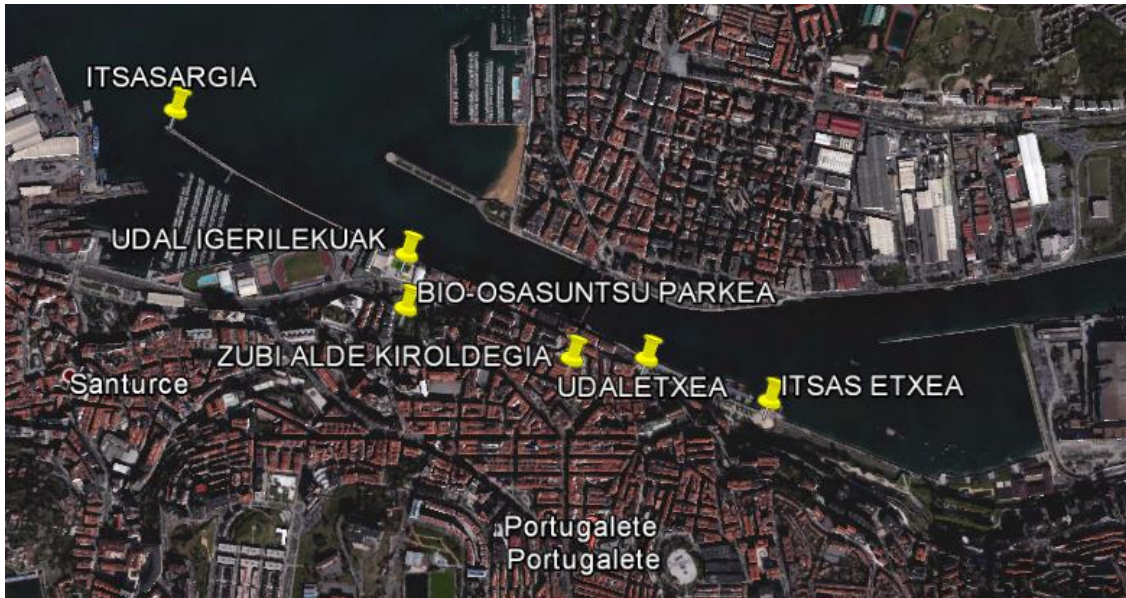 ITSASARGIA
UDAL IGERILEKUAK
BIO-OSASUNTSU PARKEA
ZUBI ALDE KIROLDEGIA
UDALETXEA
ITSAS ETXEA
Santurce
Portugalete
Portugalete